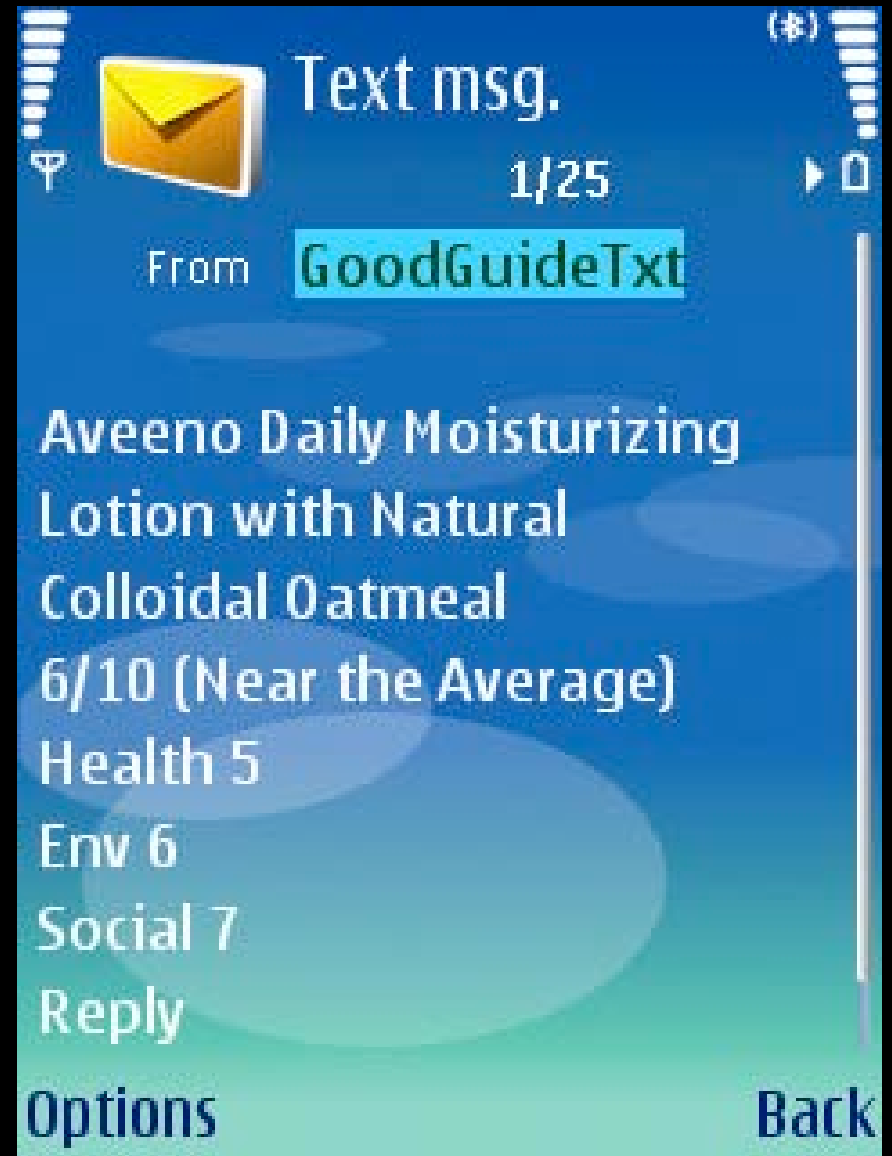 Text msg.
1/25
From GoodGuideTxt
Aveeno Daily Moisturizing
Lotion with Natural
Colloidal Oatmeal
6/10 (Near the Average)
Health 5
Env 6
Social 7
Reply
Options Back